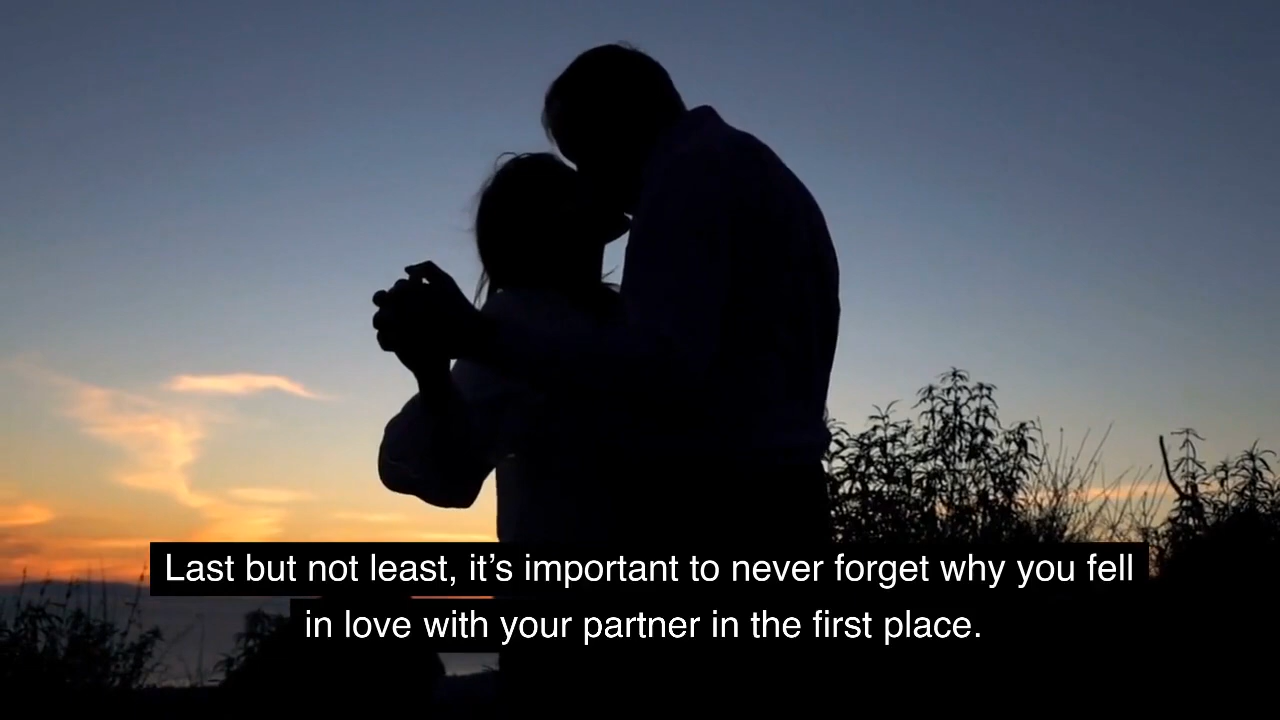 Last but not least, it’s important to never forget why you fell
in love with your partner in the first place.